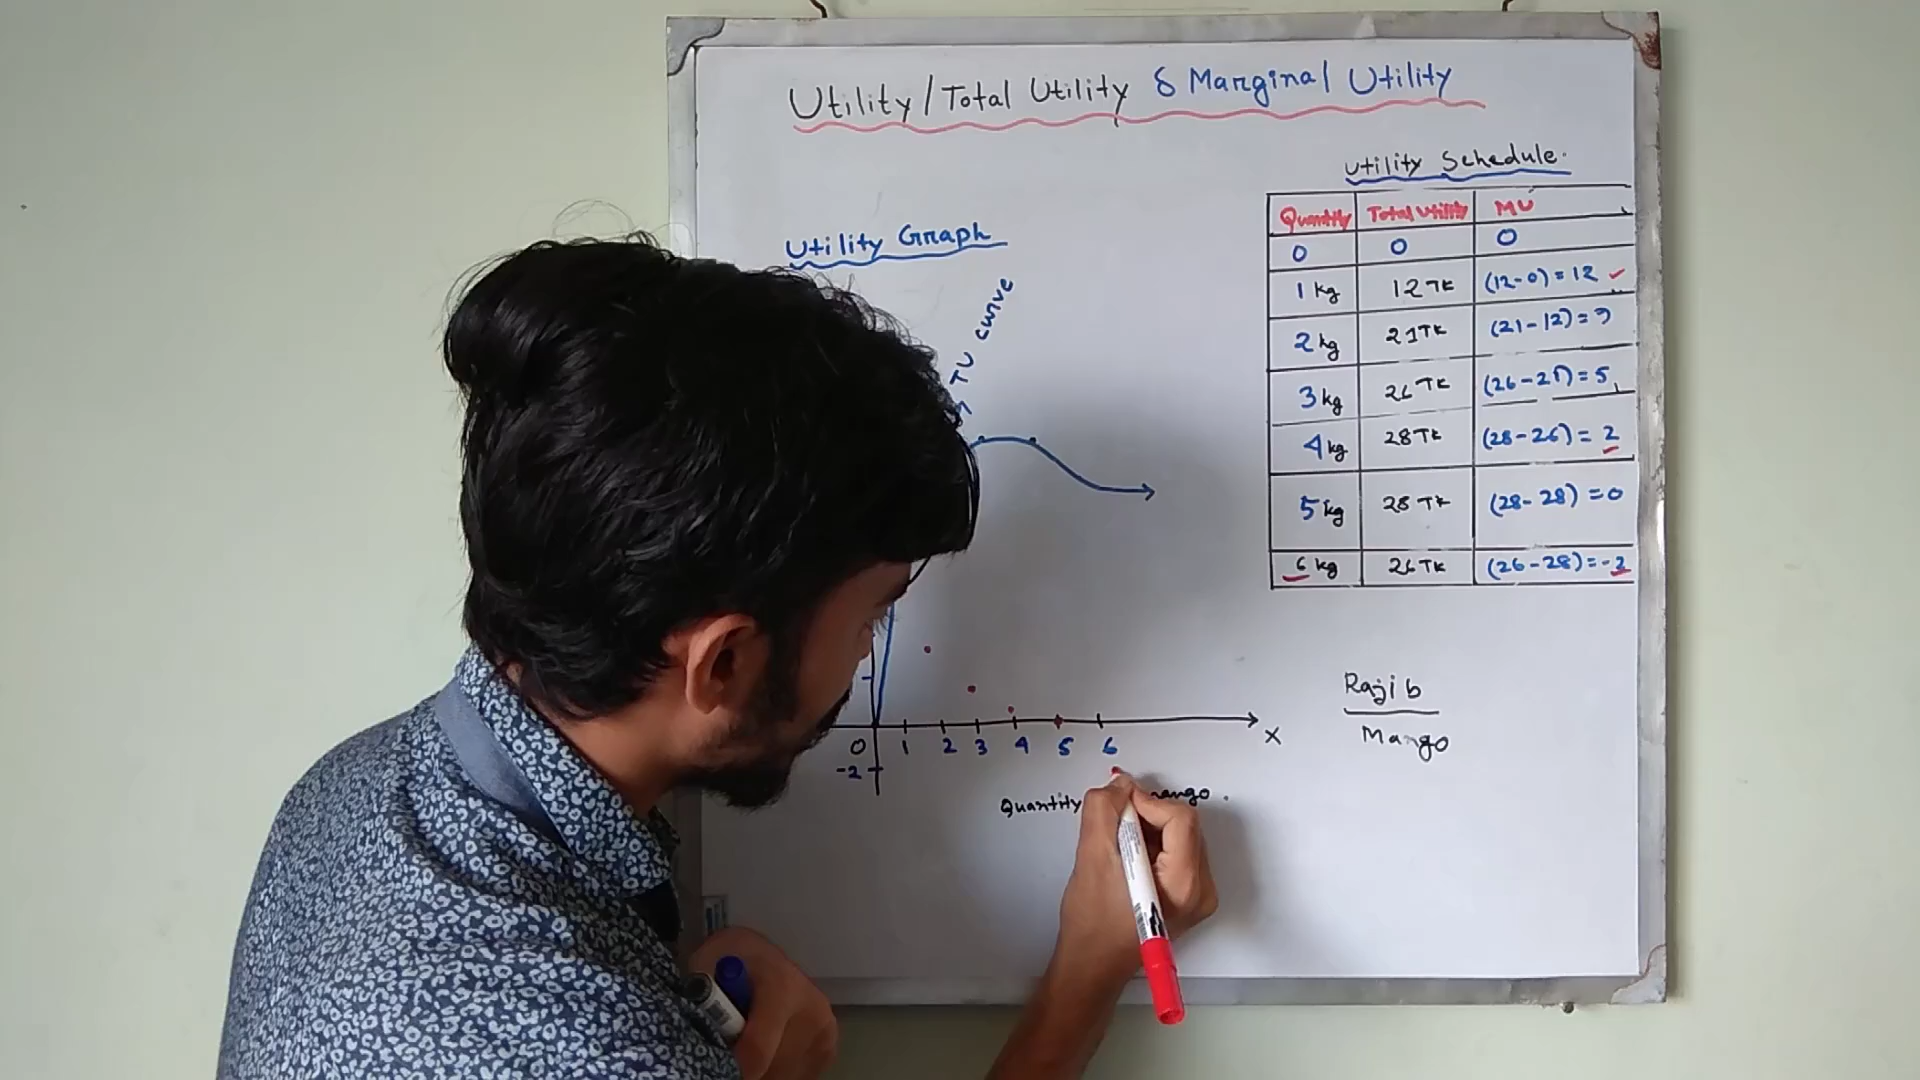 Utility/Total Utility & Marginal Utility
Utility Schedule.
Quantity Total Utility MU
0 0 0
1 kg 12 TK (12-0) = 12 ✓
2 kg 21 TK (21-12) = 9
3 kg 26 TK (26-21) = 5
4 kg 28 TK (28-26) = 2
5 kg 28 TK (28-28) = 0
6 kg 26 TK (26-28) = -2
Utility Graph
TU curve
0 1 2 3 4 5 6 X
-2
Quantity mango.
Rajib
Mango